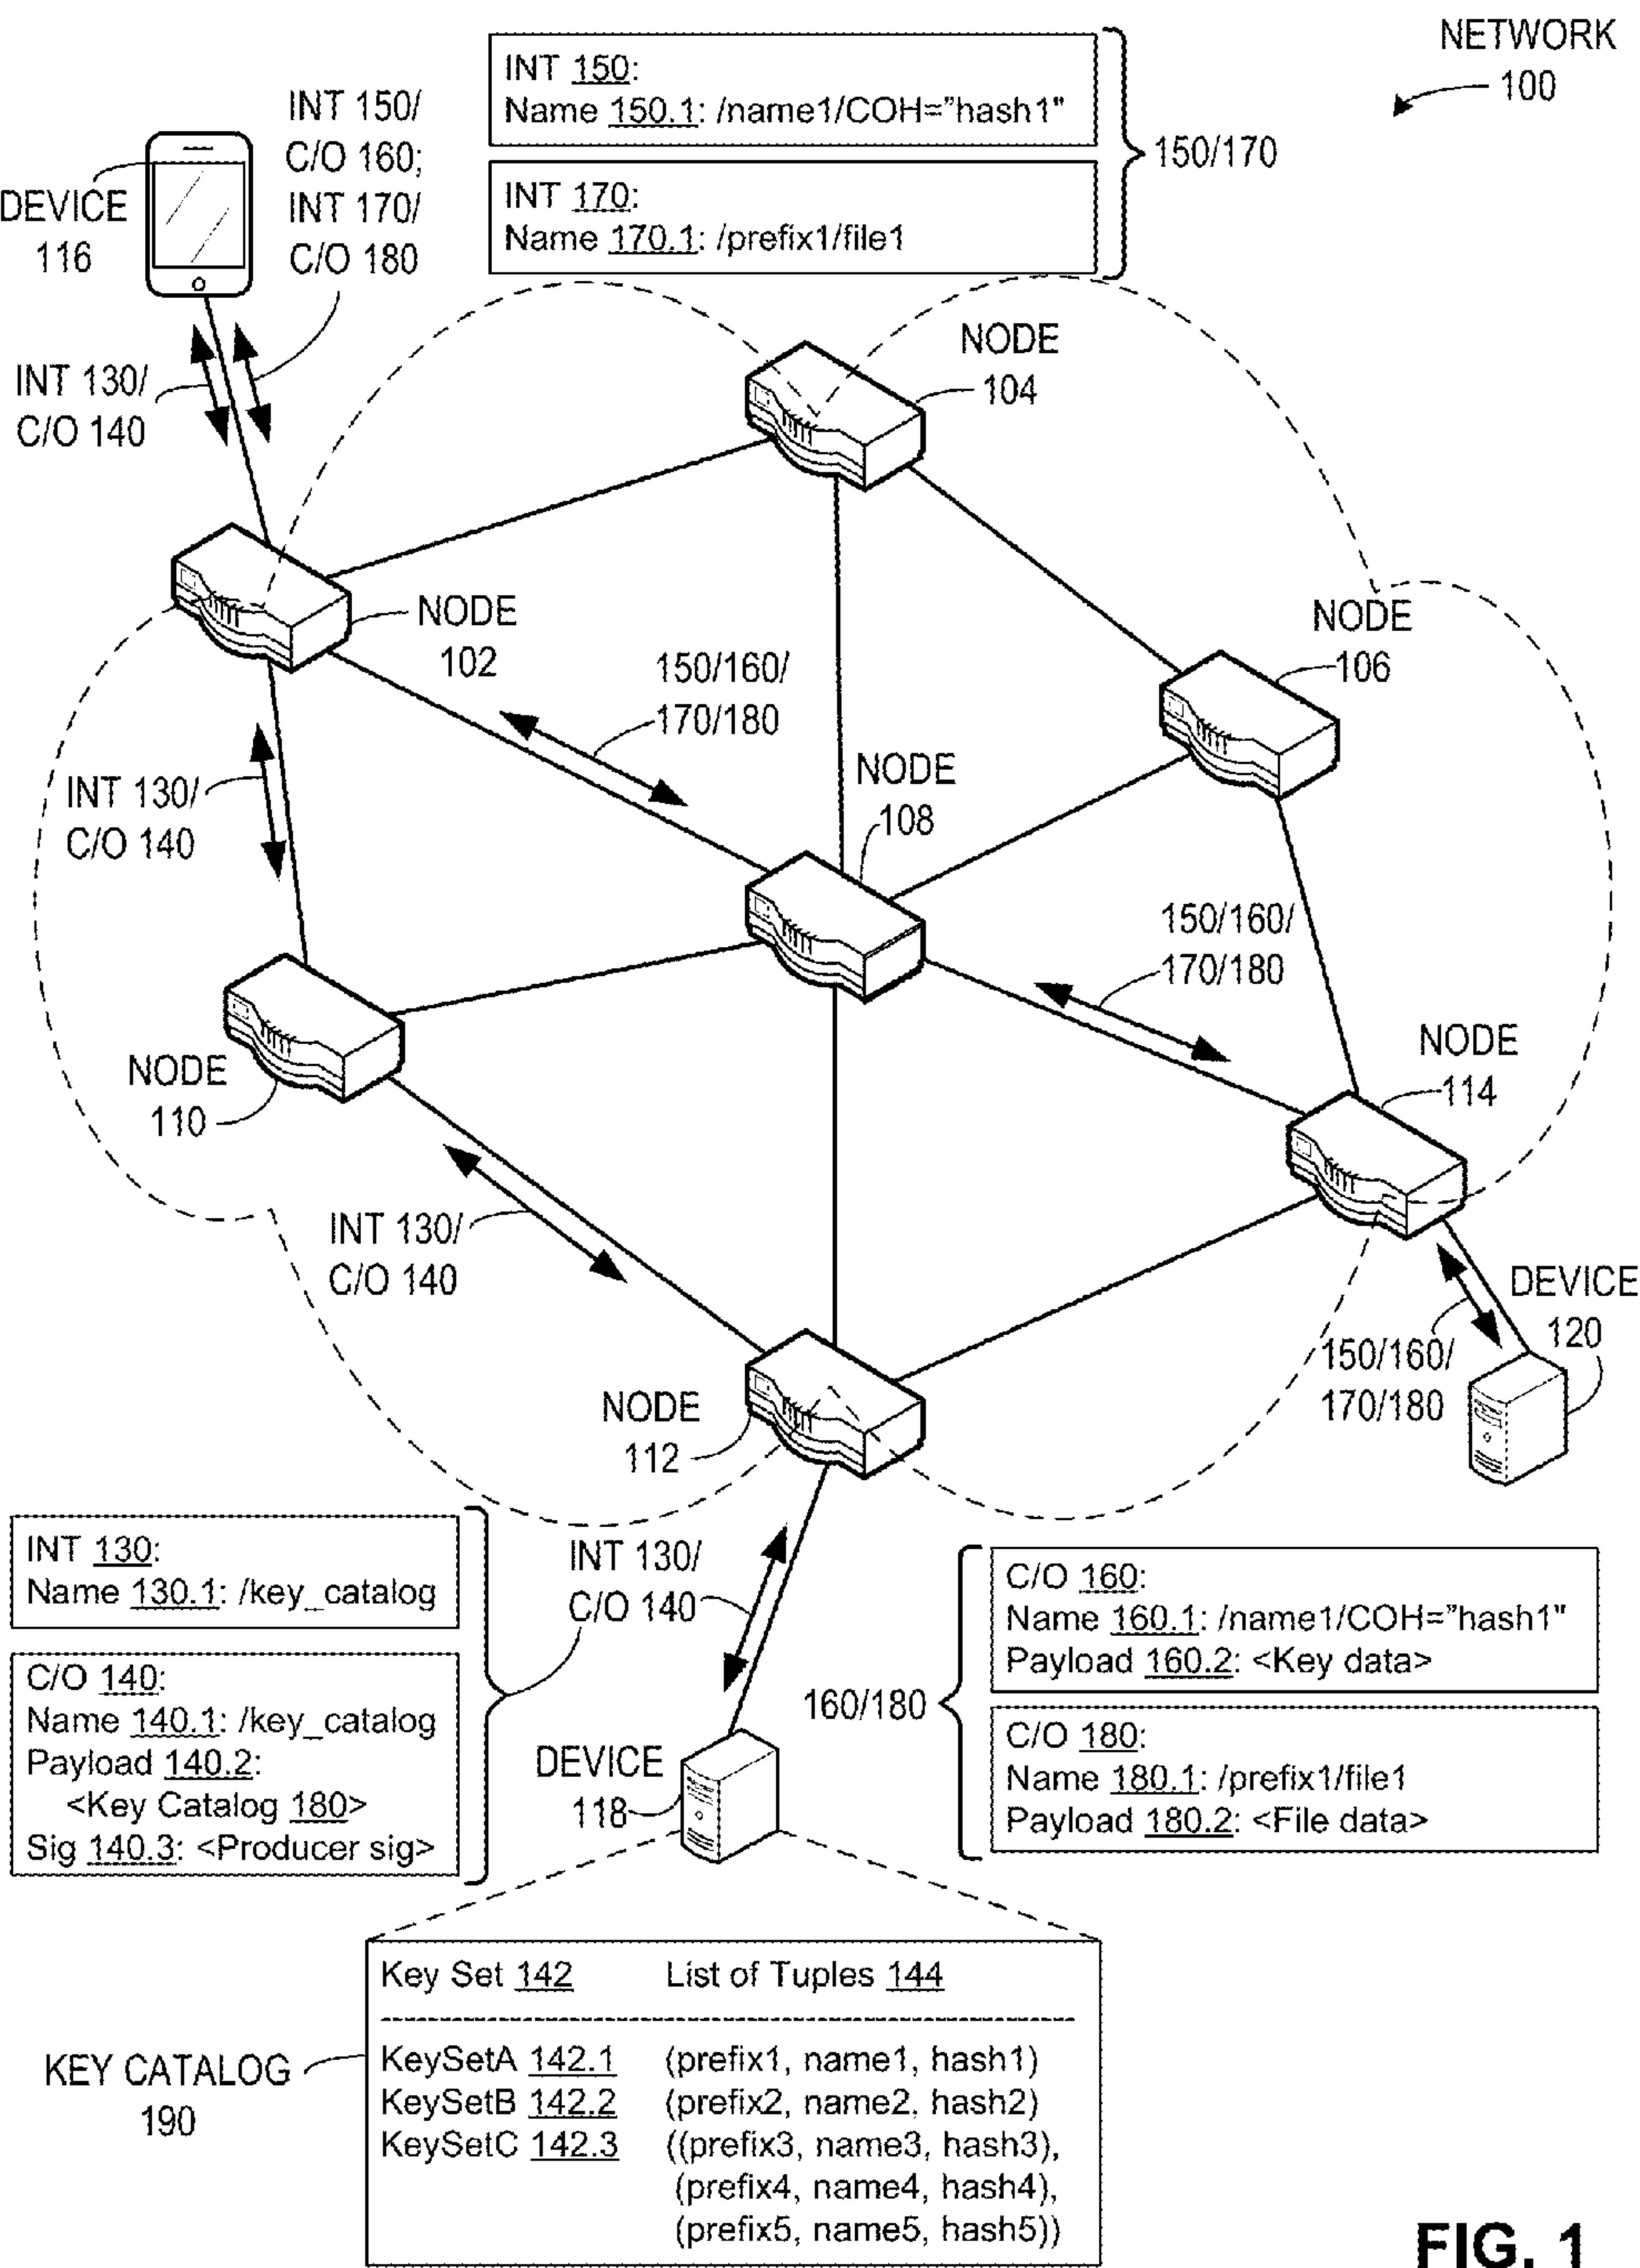 NETWORK
100
INT 150:
Name 150.1: /name1/COH="hash1"
INT 170:
Name 170.1: /prefix1/file1
150/170
INT 150/
C/O 160;
INT 170/
C/O 180
DEVICE
116
INT 130/
C/O 140
NODE
104
NODE
102
NODE
106
150/160/
170/180
INT 130/
C/O 140
NODE
108
150/160/
170/180
NODE
110
NODE
114
INT 130/
C/O 140
DEVICE
120
150/160/
170/180
NODE
112
INT 130:
Name 130.1: /key_catalog
C/O 140:
Name 140.1: /key_catalog
Payload 140.2:
<Key Catalog 180>
Sig 140.3: <Producer sig>
INT 130/
C/O 140
160/180
C/O 160:
Name 160.1: /name1/COH="hash1"
Payload 160.2: <Key data>
C/O 180:
Name 180.1: /prefix1/file1
Payload 180.2: <File data>
DEVICE
118
KEY CATALOG
190
Key Set 142 List of Tuples 144
KeySetA 142.1 (prefix1, name1, hash1)
KeySetB 142.2 (prefix2, name2, hash2)
KeySetC 142.3 ((prefix3, name3, hash3),
(prefix4, name4, hash4),
(prefix5, name5, hash5))
FIG. 1